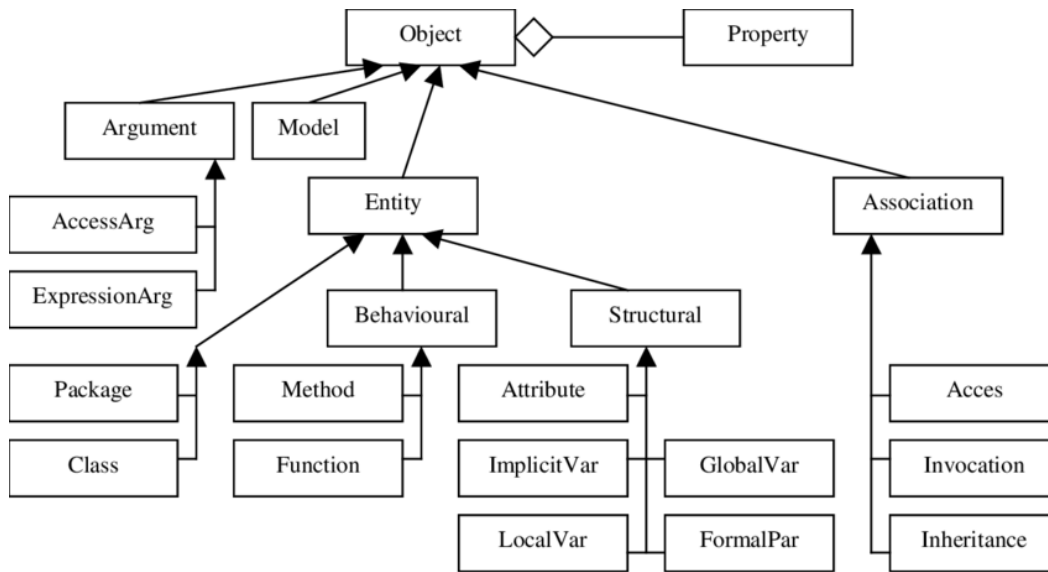 Object
Property
Argument
Model
Entity
Association
AccessArg
ExpressionArg
Behavioural
Structural
Package
Method
Attribute
Acces
Class
Function
ImplicitVar
GlobalVar
Invocation
LocalVar
FormalPar
Inheritance